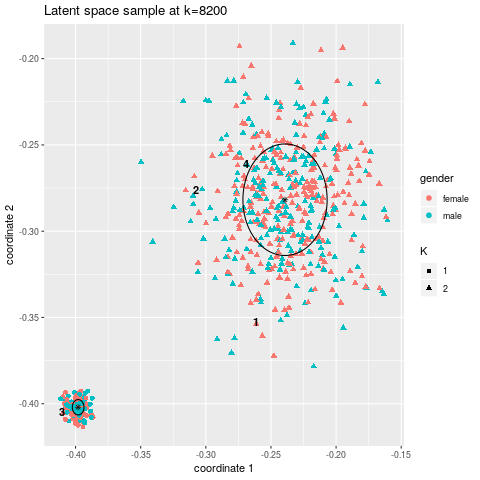 Latent space sample at k=8200
coordinate 2
-0.20
-0.25
-0.30
-0.35
-0.40
4
2
1
3
-0.40
-0.35
-0.30
-0.25
-0.20
-0.15
coordinate 1
gender
female
male
K
1
2